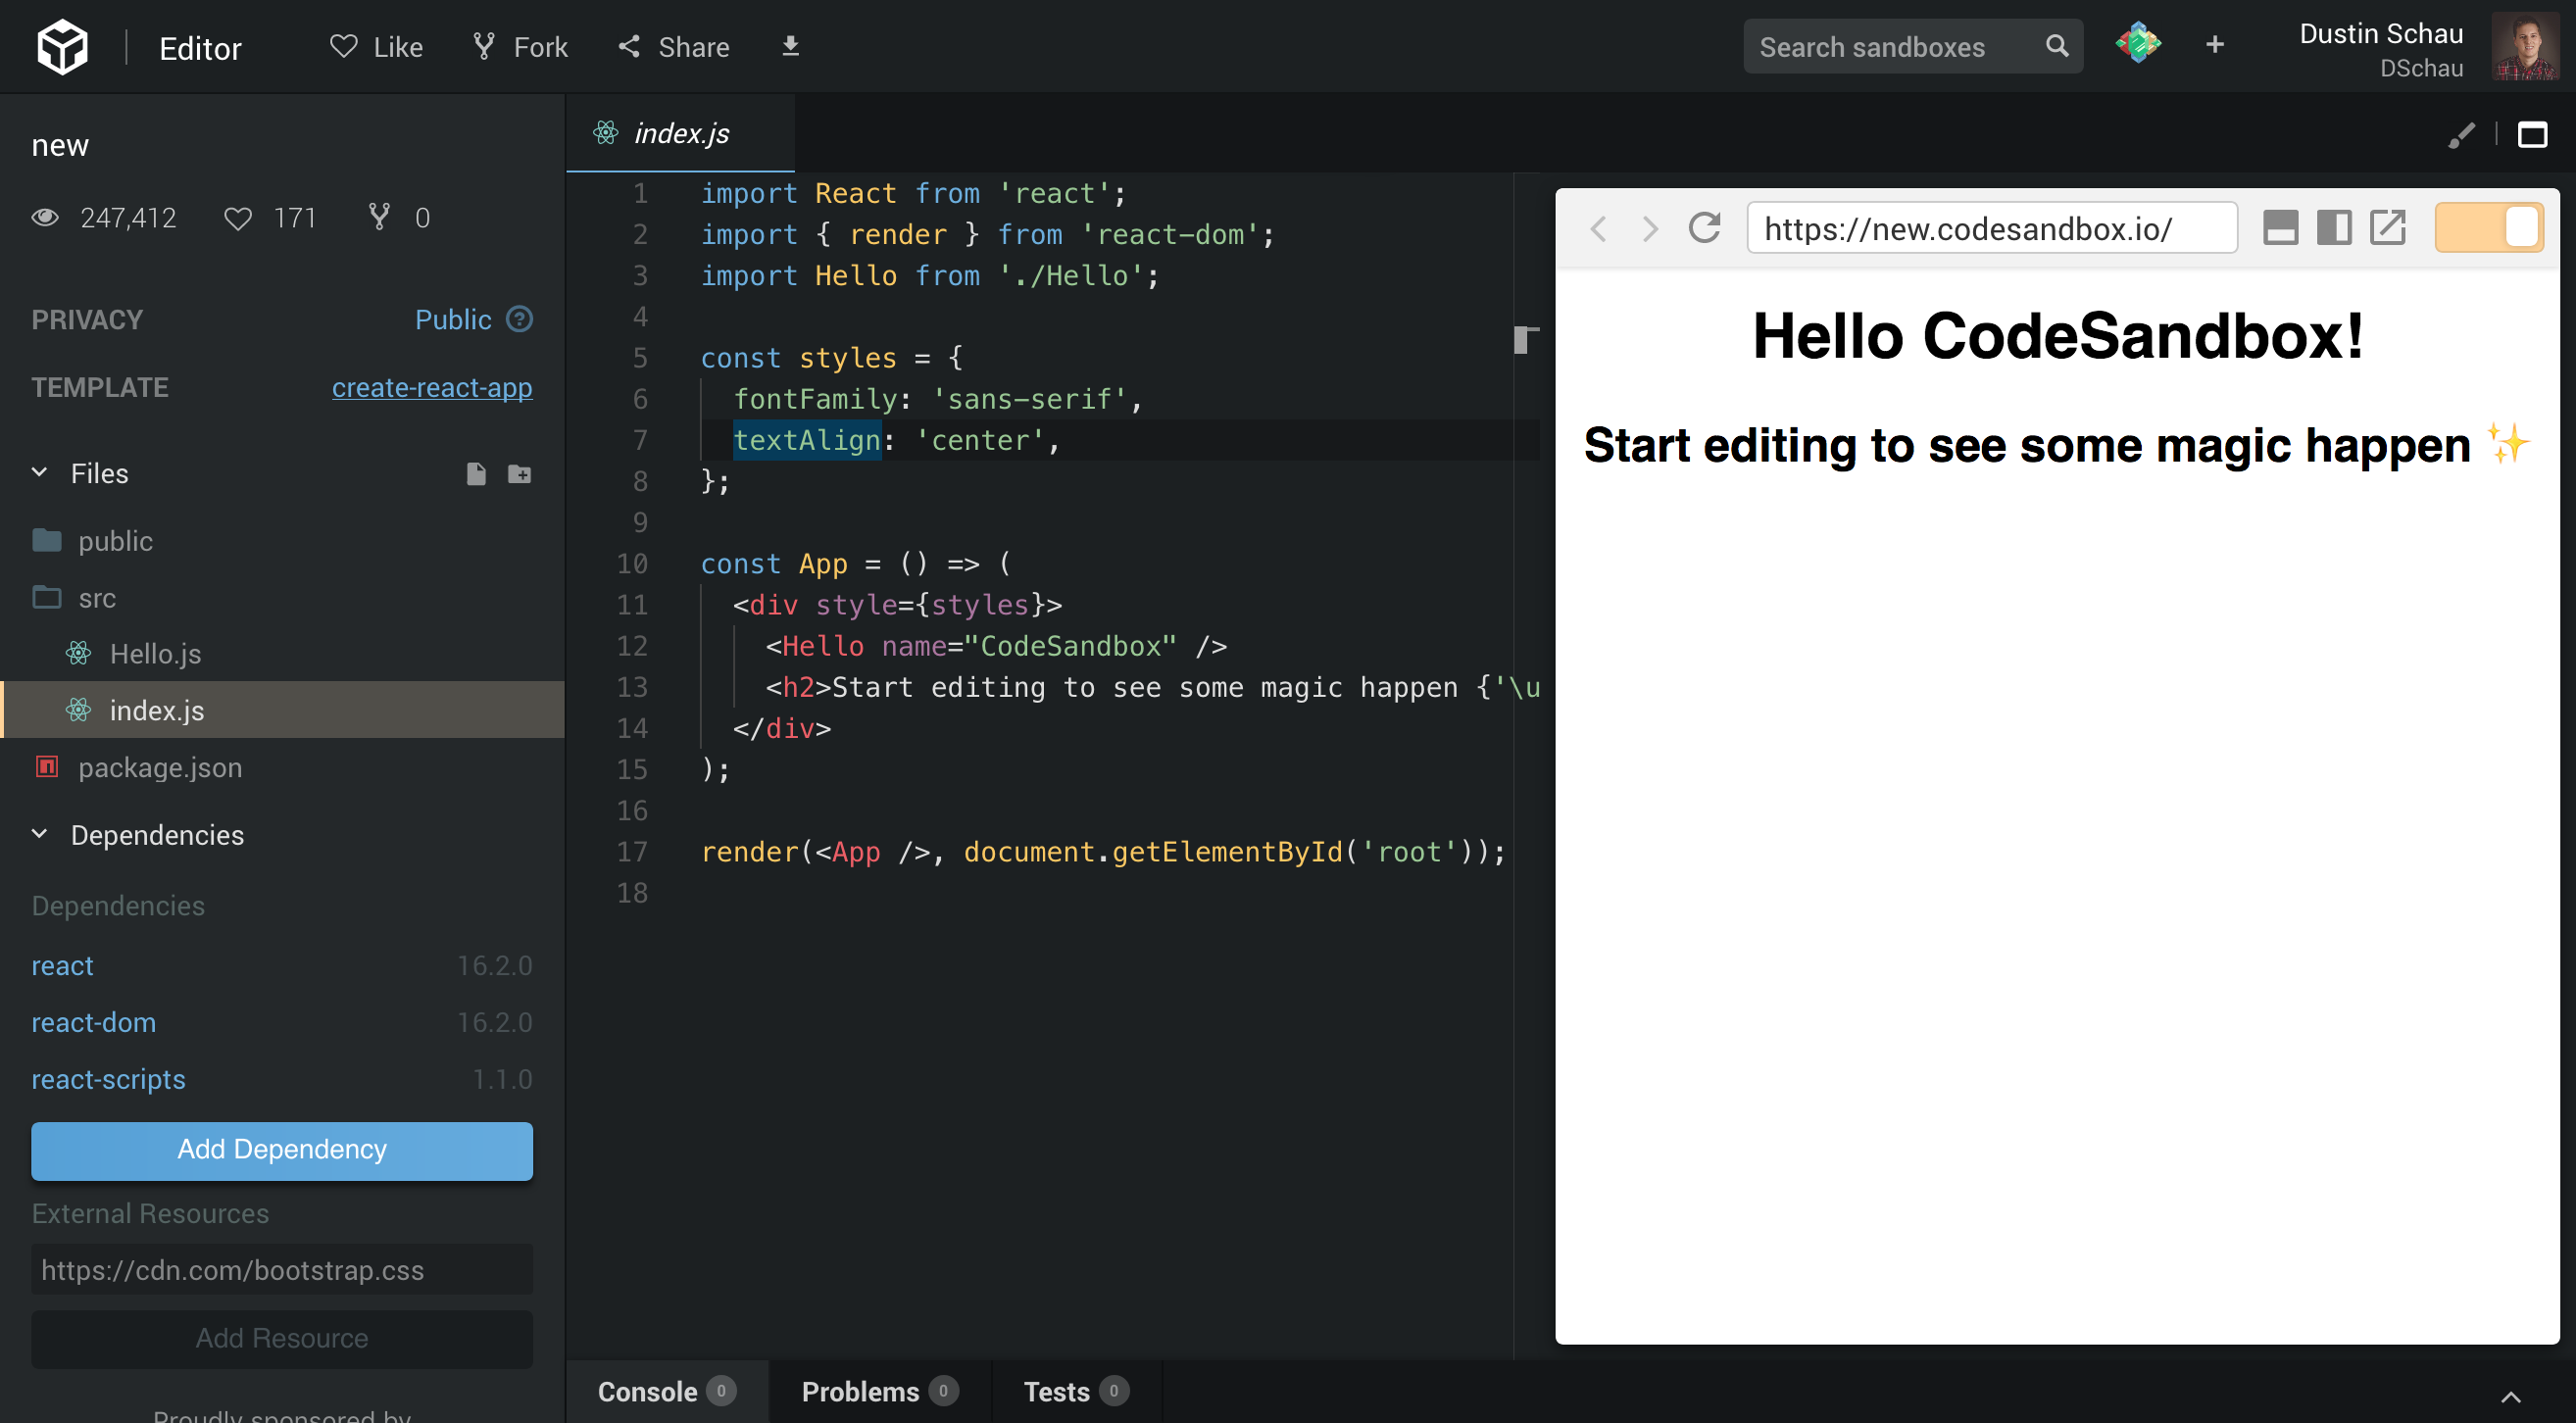 Editor
Like
Fork
Share
Search sandboxes
Dustin Schau
DSchau
new
247,412
171
0
PRIVACY
Public
TEMPLATE
create-react-app
Files
public
src
Hello.js
index.js
package.json
Dependencies
Dependencies
react 16.2.0
react-dom 16.2.0
react-scripts 1.1.0
Add Dependency
External Resources
https://cdn.com/bootstrap.css
Add Resource
Proudly sponsored by
index.js
1 import React from 'react';
2 import { render } from 'react-dom';
3 import Hello from './Hello';
4
5 const styles = {
6 fontFamily: 'sans-serif',
7 textAlign: 'center',
8 };
9
10 const App = () => (
11 <div style={styles}>
12 <Hello name="CodeSandbox" />
13 <h2>Start editing to see some magic happen {'\u
14 </div>
15 );
16
17 render(<App />, document.getElementById('root'));
18
https://new.codesandbox.io/
Hello CodeSandbox!
Start editing to see some magic happen ✨
Console 0
Problems 0
Tests 0